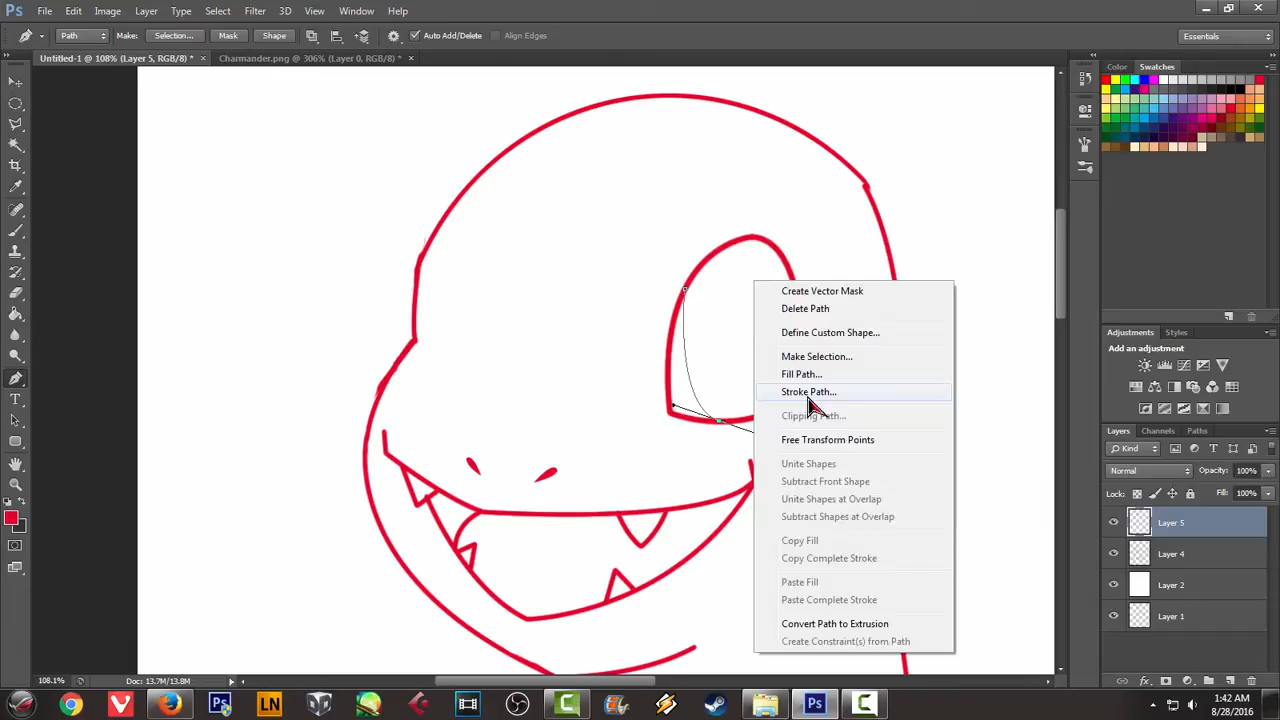 Ps File Edit Image Layer Type Select Filter 3D View Window Help
Path Make: Selection... Mask Shape Auto Add/Delete Align Edges Essentials
Untitled-1 @ 108% (Layer 5, RGB/8) * × Charmander.png @ 306% (Layer 0, RGB/8) * ×
Color Swatches
Create Vector Mask
Delete Path
Define Custom Shape...
Make Selection...
Fill Path...
Stroke Path...
Clipping Path...
Free Transform Points
Unite Shapes
Subtract Front Shape
Unite Shapes at Overlap
Subtract Shapes at Overlap
Copy Fill
Copy Complete Stroke
Paste Fill
Paste Complete Stroke
Convert Path to Extrusion
Create Constraint(s) from Path
Adjustments Styles
Add an adjustment
Layers Channels Paths
Kind
Normal Opacity: 100%
Lock: Fill: 100%
Layer 5
Layer 4
Layer 2
Layer 1
108.1% Doc: 13.7M/13.8M
LN Ps
1:42 AM
8/28/2016